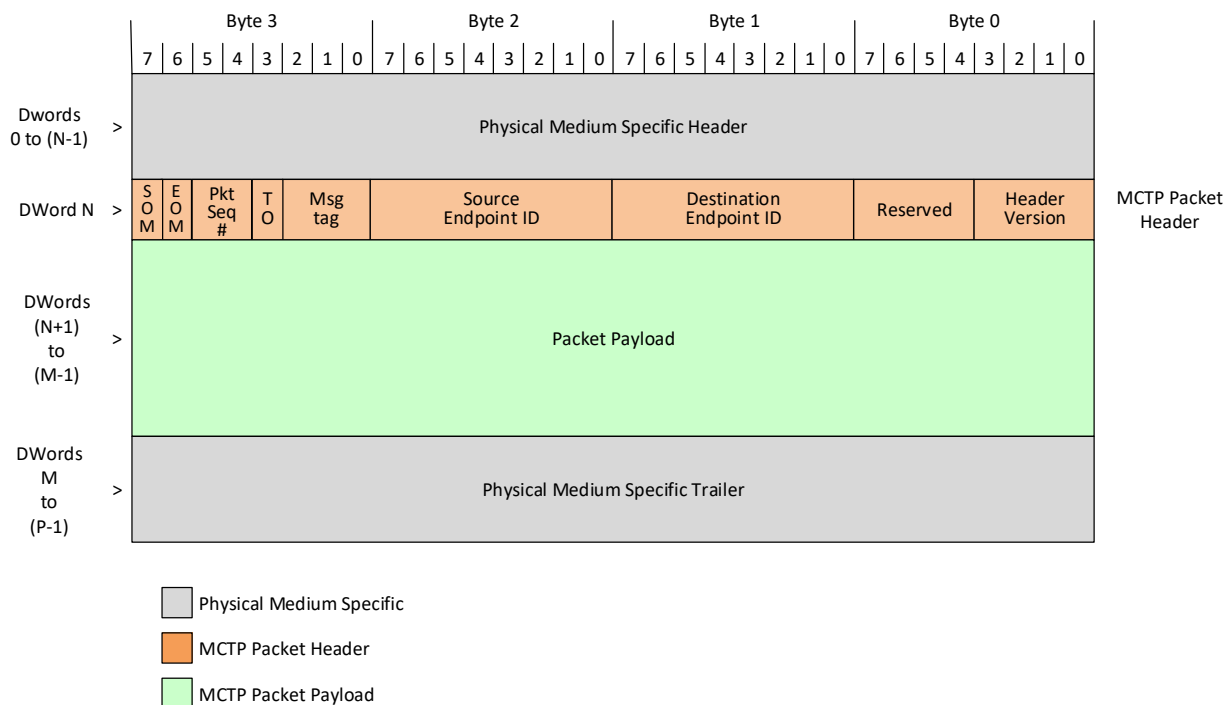 Byte 3 Byte 2 Byte 1 Byte 0
7 6 5 4 3 2 1 0 7 6 5 4 3 2 1 0 7 6 5 4 3 2 1 0 7 6 5 4 3 2 1 0
Dwords
0 to (N-1)
>
Physical Medium Specific Header
DWord N >
SOM
EOM
Pkt
Seq
#
TO
Msg
tag
Source
Endpoint ID
Destination
Endpoint ID
Reserved
Header
Version
MCTP Packet
Header
DWords
(N+1)
to
(M-1)
>
Packet Payload
DWords
M
to
(P-1)
>
Physical Medium Specific Trailer
Physical Medium Specific
MCTP Packet Header
MCTP Packet Payload